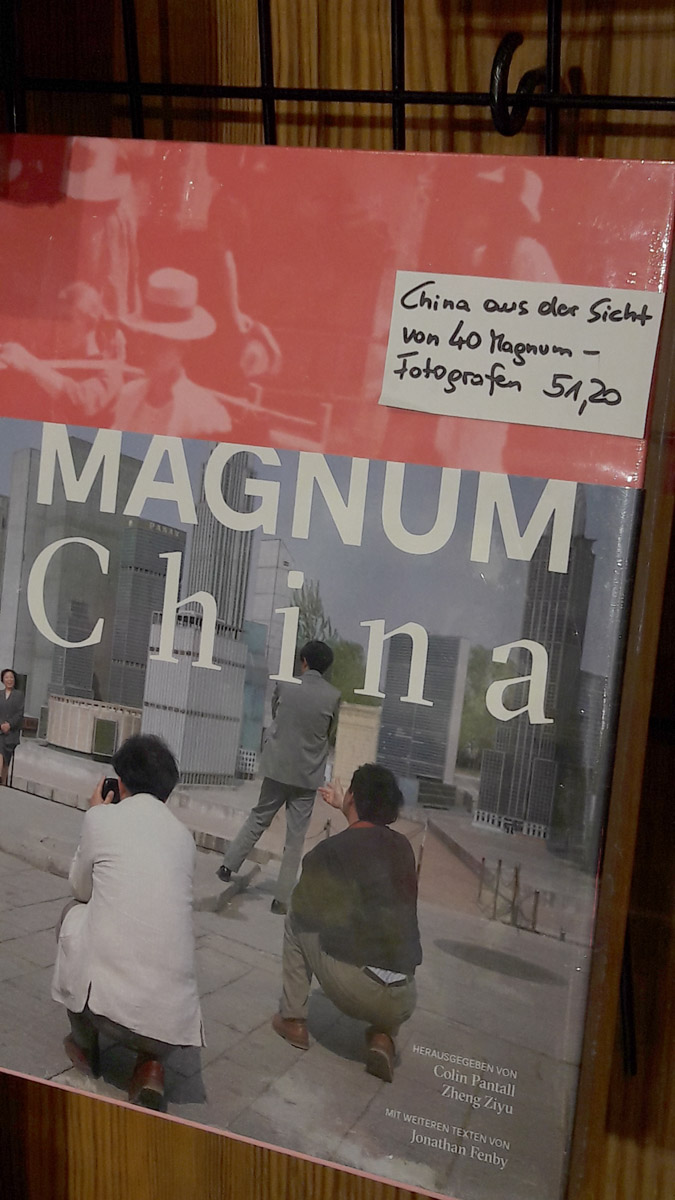 China aus der Sicht
von 40 Magnum –
Fotografen 51,20
MAGNUM
China
HERAUSGEGEBEN VON
Colin Pantall
Zheng Ziyu
MIT WEITEREN TEXTEN VON
Jonathan Fenby